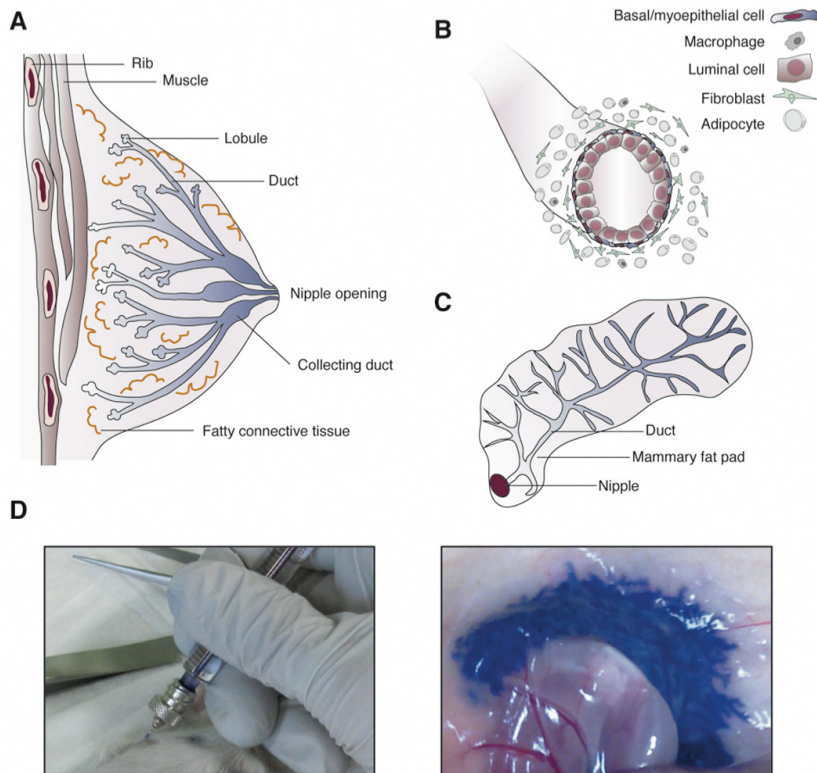 A
Rib
Muscle
Lobule
Duct
Nipple opening
Collecting duct
Fatty connective tissue
B
Basal/myoepithelial cell
Macrophage
Luminal cell
Fibroblast
Adipocyte
C
Duct
Mammary fat pad
Nipple
D